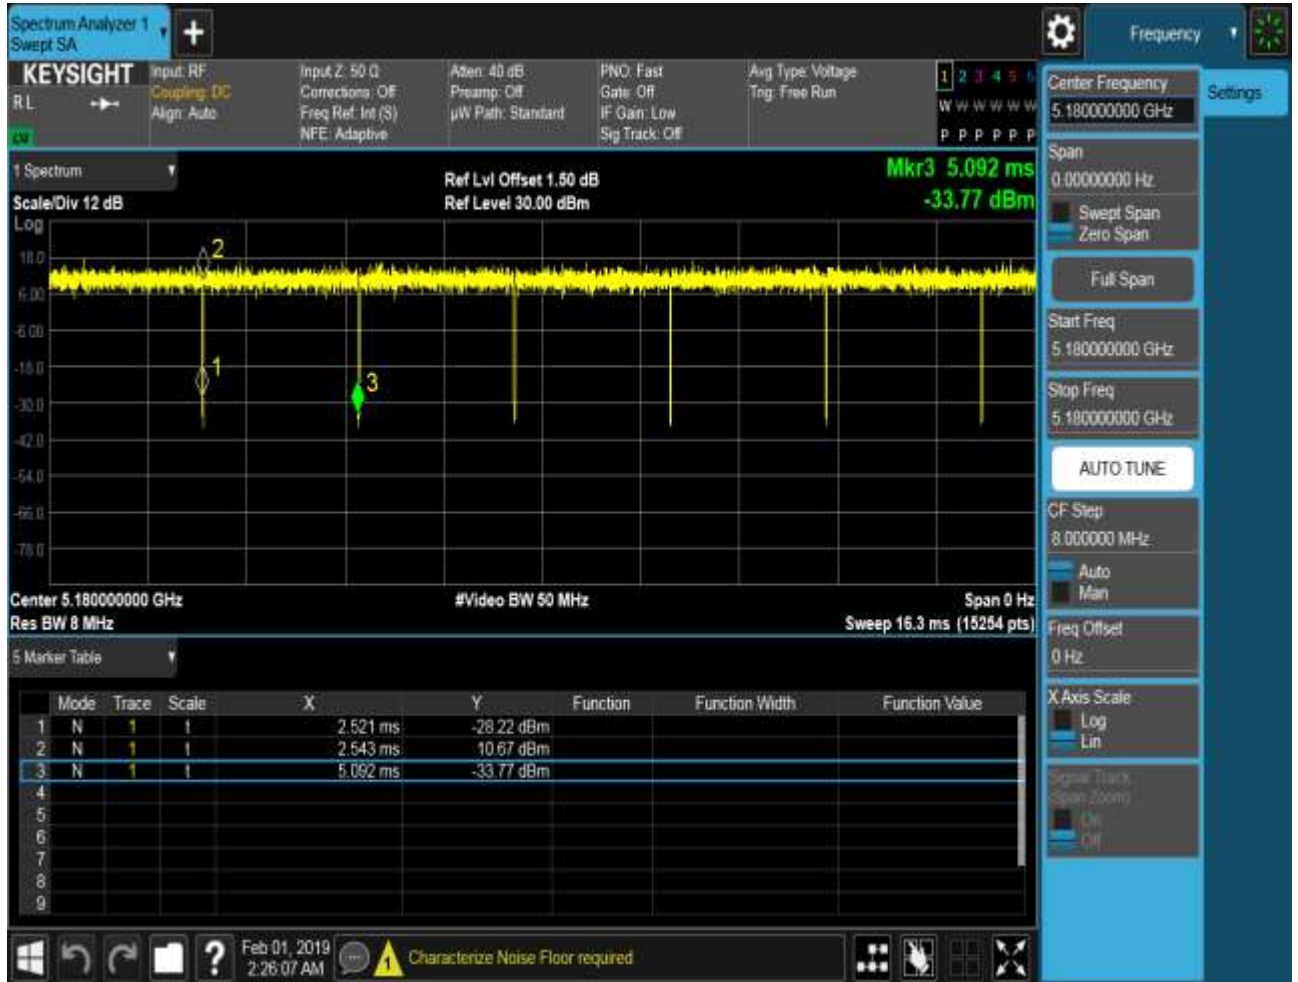 Spectrum Analyzer 1
Swept SA
+
Frequency
KEYSIGHT
RL
Input: RF
Coupling: DC
Align: Auto
Input Z: 50 Ω
Corrections: Off
Freq Ref: Int (S)
NFE: Adaptive
Atten: 40 dB
Preamp: Off
µW Path: Standard
PNO: Fast
Gate: Off
IF Gain: Low
Sig Track: Off
Avg Type: Voltage
Trig: Free Run
1 2 3 4 5 6
W W W W W W
P P P P P P
1 Spectrum
Scale/Div 12 dB
Ref Lvl Offset 1.50 dB
Ref Level 30.00 dBm
Mkr3 5.092 ms
-33.77 dBm
Log
18.0
6.00
-6.00
-18.0
-30.0
-42.0
-54.0
-66.0
-78.0
2
1
3
Center 5.180000000 GHz
Res BW 8 MHz
#Video BW 50 MHz
Span 0 Hz
Sweep 16.3 ms (15254 pts)
5 Marker Table
Mode Trace Scale X Y Function Function Width Function Value
1 N 1 t 2.521 ms -28.22 dBm
2 N 1 t 2.543 ms 10.67 dBm
3 N 1 t 5.092 ms -33.77 dBm
4
5
6
7
8
9
Feb 01, 2019
2:26:07 AM
?
1
Characterize Noise Floor required
Center Frequency
5.180000000 GHz
Span
0.00000000 Hz
Swept Span
Zero Span
Full Span
Start Freq
5.180000000 GHz
Stop Freq
5.180000000 GHz
AUTO TUNE
CF Step
8.000000 MHz
Auto
Man
Freq Offset
0 Hz
X Axis Scale
Log
Lin
Signal Track
(Span Zoom)
On
Off
Settings